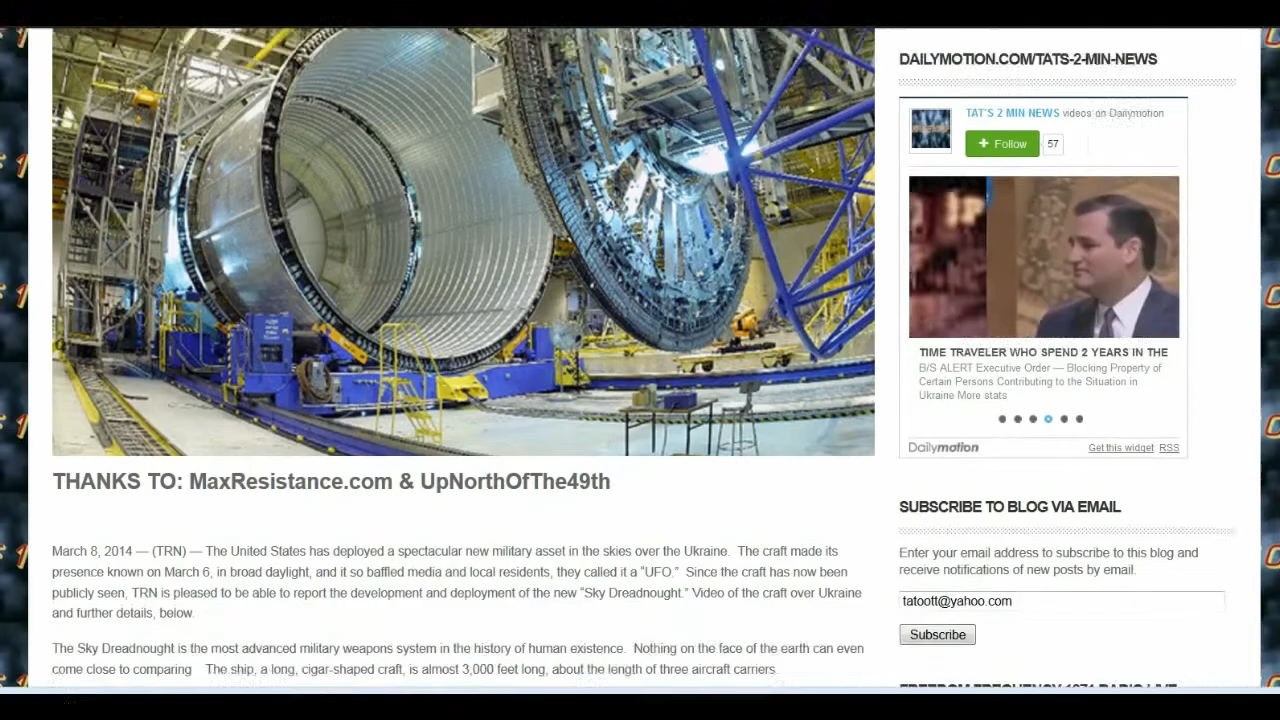 THANKS TO: MaxResistance.com & UpNorthOfThe49th
March 8, 2014 — (TRN) — The United States has deployed a spectacular new military asset in the skies over the Ukraine. The craft made its
presence known on March 6, in broad daylight, and it so baffled media and local residents, they called it a "UFO." Since the craft has now been
publicly seen, TRN is pleased to be able to report the development and deployment of the new "Sky Dreadnought." Video of the craft over Ukraine
and further details, below.
The Sky Dreadnought is the most advanced military weapons system in the history of human existence. Nothing on the face of the earth can even
come close to comparing The ship, a long, cigar-shaped craft, is almost 3,000 feet long, about the length of three aircraft carriers.
DAILYMOTION.COM/TATS-2-MIN-NEWS
TAT'S 2 MIN NEWS videos on Dailymotion
+ Follow 57
TIME TRAVELER WHO SPEND 2 YEARS IN THE
B/S ALERT Executive Order — Blocking Property of
Certain Persons Contributing to the Situation in
Ukraine More stats
Dailymotion Get this widget RSS
SUBSCRIBE TO BLOG VIA EMAIL
Enter your email address to subscribe to this blog and
receive notifications of new posts by email.
tatoott@yahoo.com
Subscribe